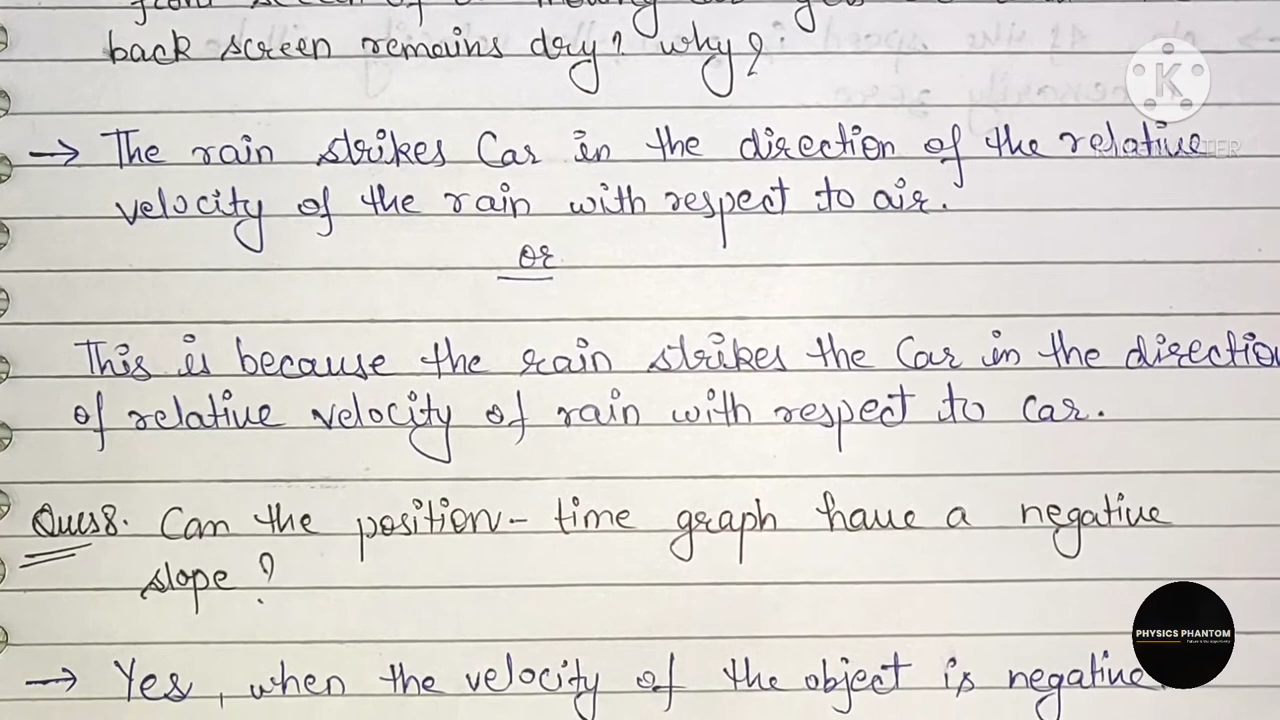 back screen remains dry? why?
→ The rain strikes Car in the direction of the relative
velocity of the rain with respect to air.
or
This is because the rain strikes the Car in the direction
of relative velocity of rain with respect to car.
Ques8. Can the position- time graph have a negative
slope?
→ Yes, when the velocity of the object is negative.
K
PHYSICS PHANTOM